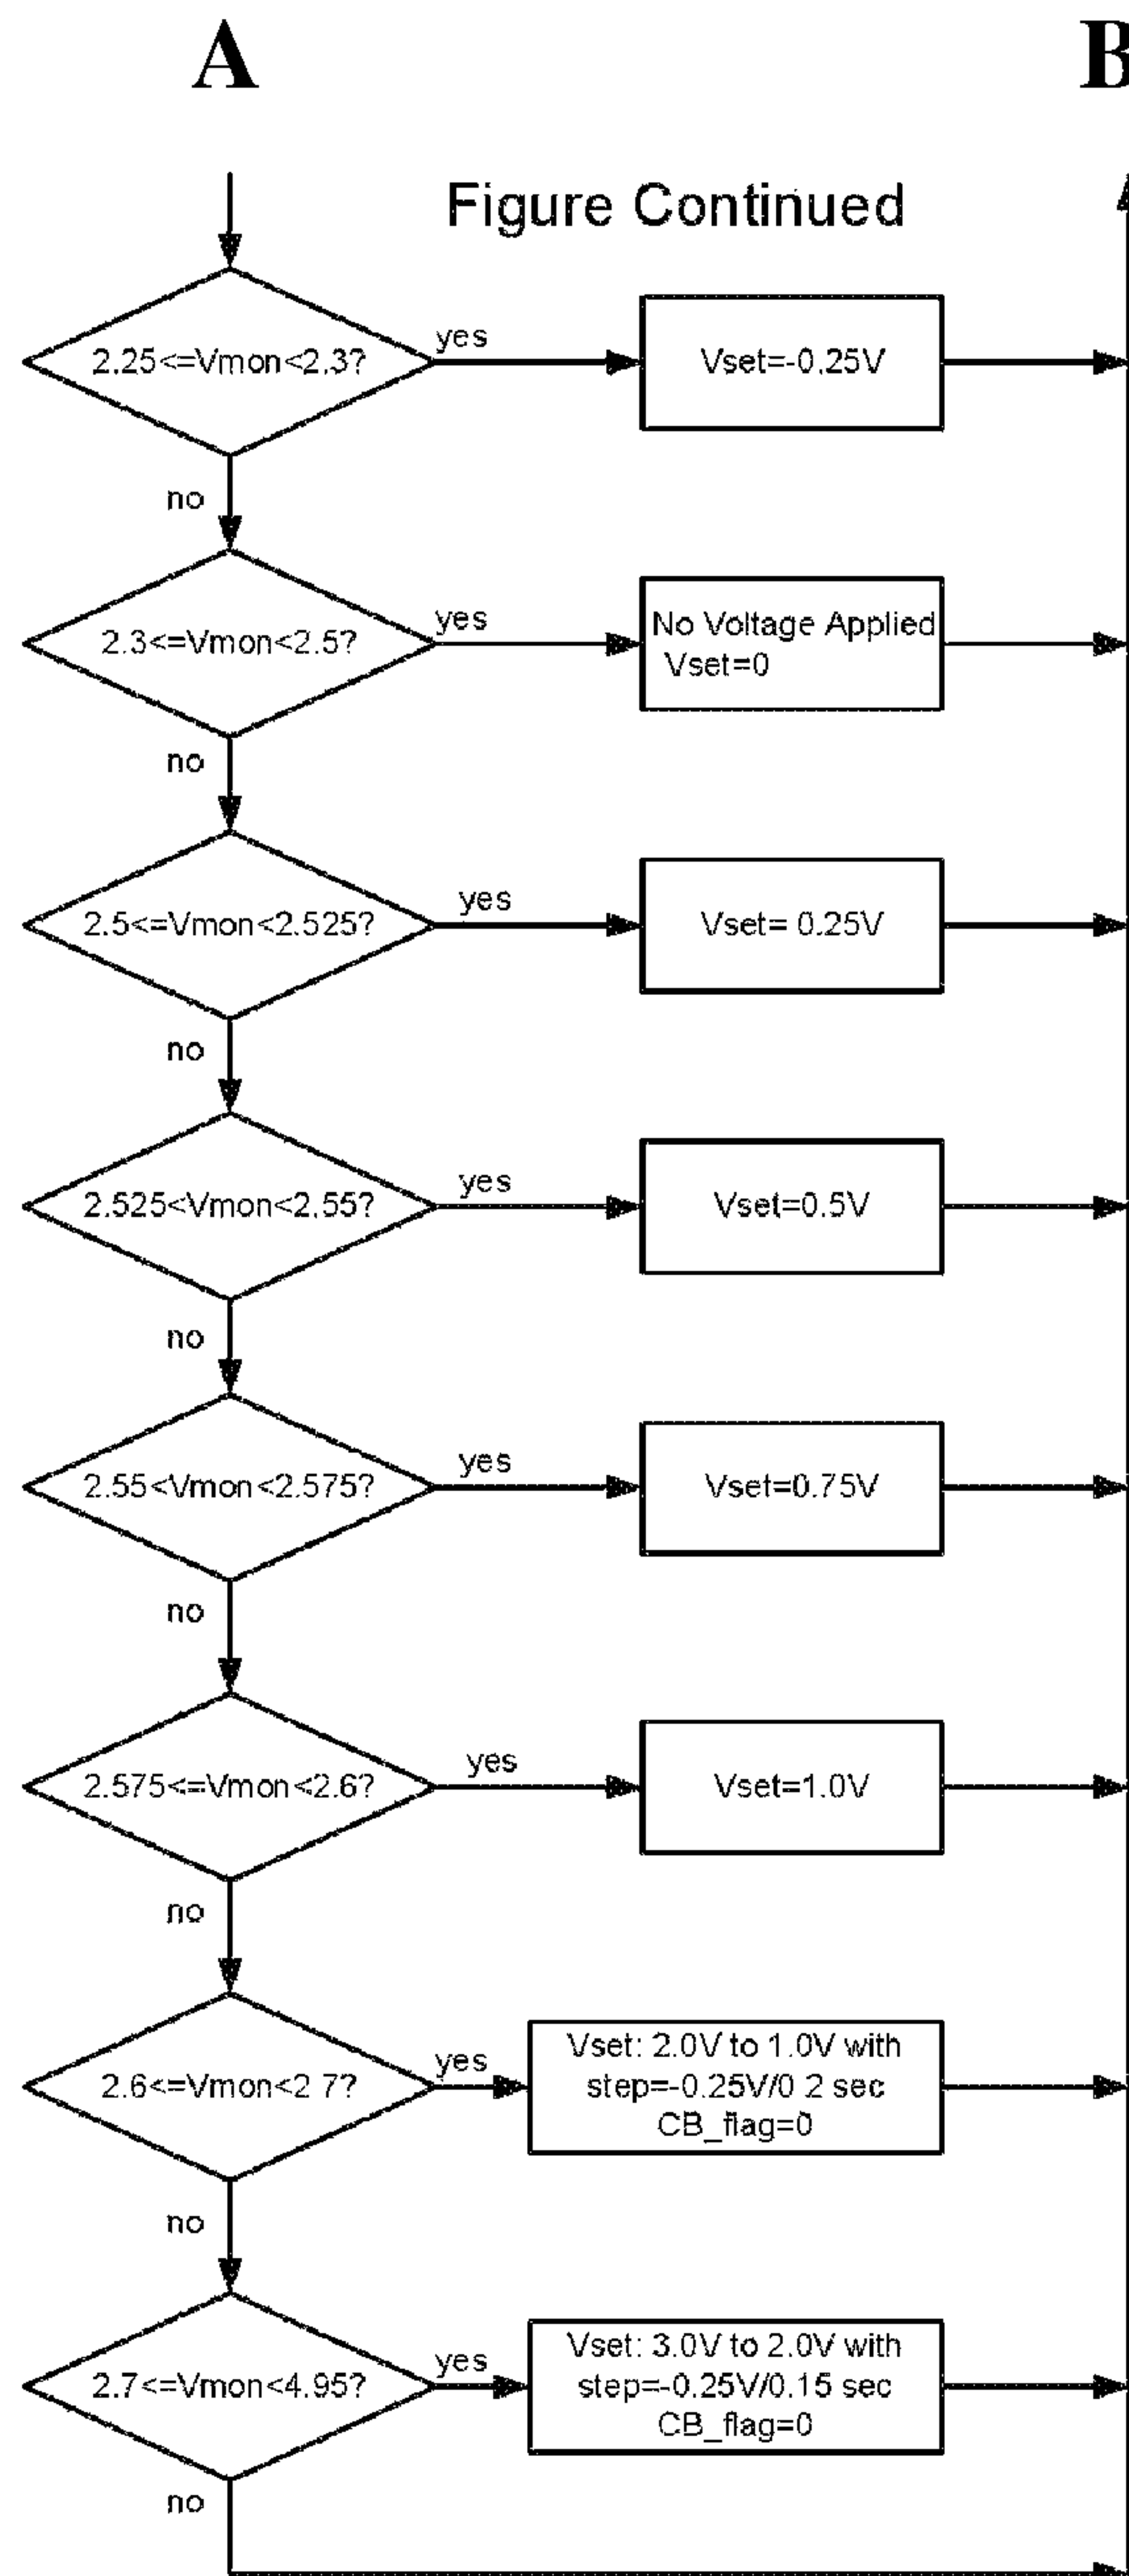 A
B
Figure Continued
2.25<=Vmon<2.3?
yes
Vset=-0.25V
no
2.3<=Vmon<2.5?
yes
No Voltage Applied
Vset=0
no
2.5<=Vmon<2.525?
yes
Vset= 0.25V
no
2.525<Vmon<2.55?
yes
Vset=0.5V
no
2.55<Vmon<2.575?
yes
Vset=0.75V
no
2.575<=Vmon<2.6?
yes
Vset=1.0V
no
2.6<=Vmon<2 7?
yes
Vset: 2.0V to 1.0V with
step=-0.25V/0 2 sec
CB_flag=0
no
2.7<=Vmon<4.95?
yes
Vset: 3.0V to 2.0V with
step=-0.25V/0.15 sec
CB_flag=0
no